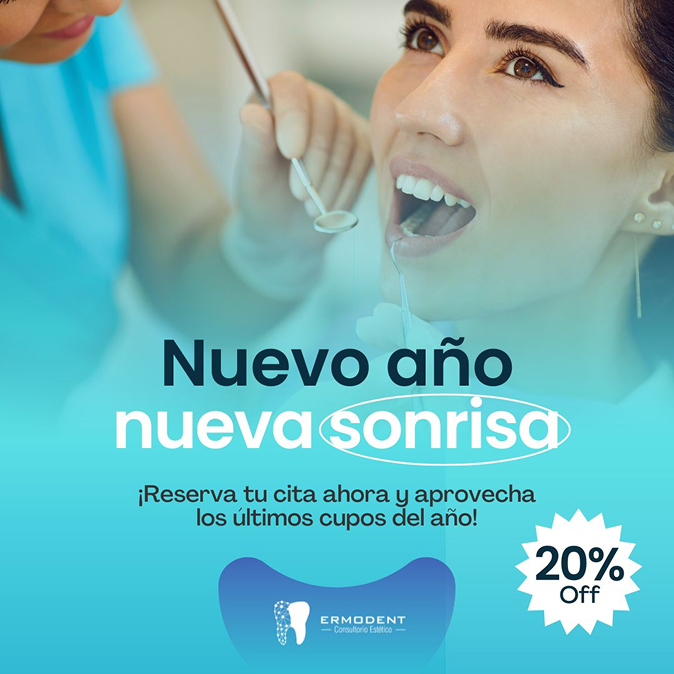 Nuevo año
nueva sonrisa
¡Reserva tu cita ahora y aprovecha
los últimos cupos del año!
20%
Off
ERMODENT
Consultorio Estético